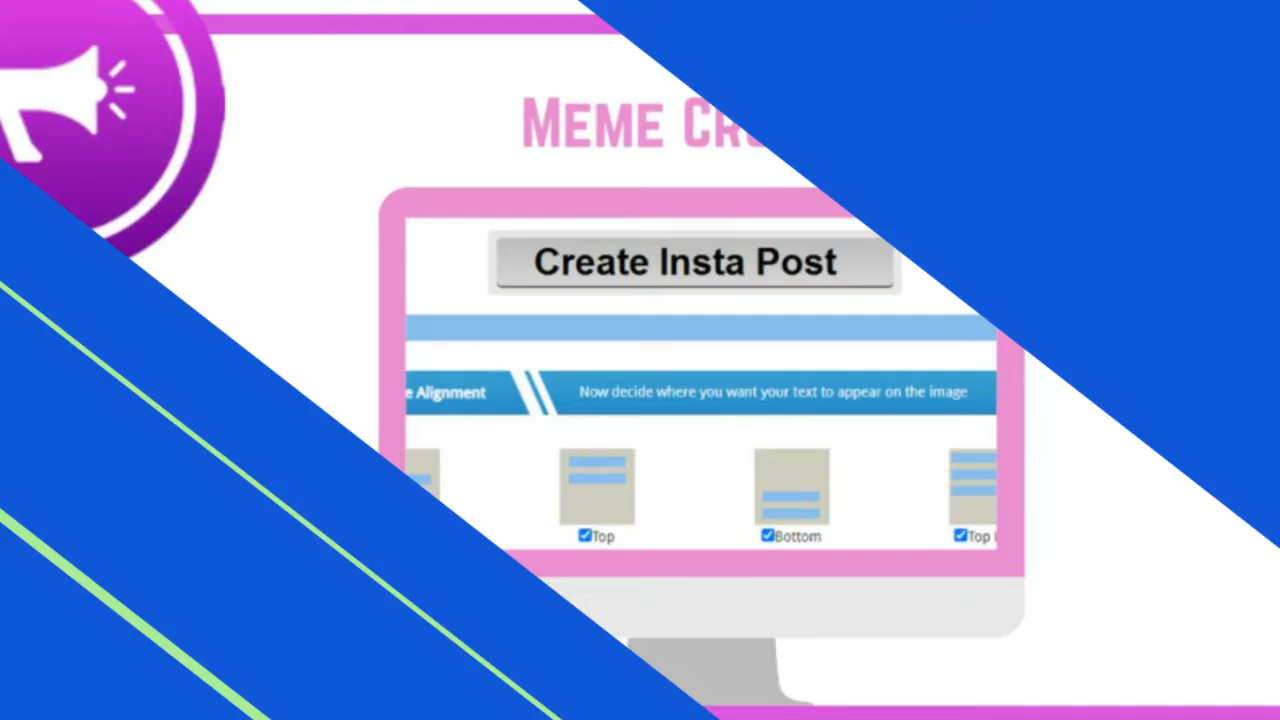 Meme
Create Insta Post
Alignment
Now decide where you want your text to appear on the image
Top
Bottom
Top